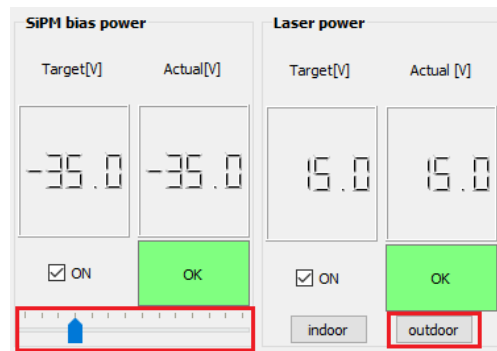 SiPM bias power
Target[V] Actual[V]
-35.0 -35.0
ON OK
Laser power
Target[V] Actual [V]
15.0 15.0
ON OK
indoor outdoor